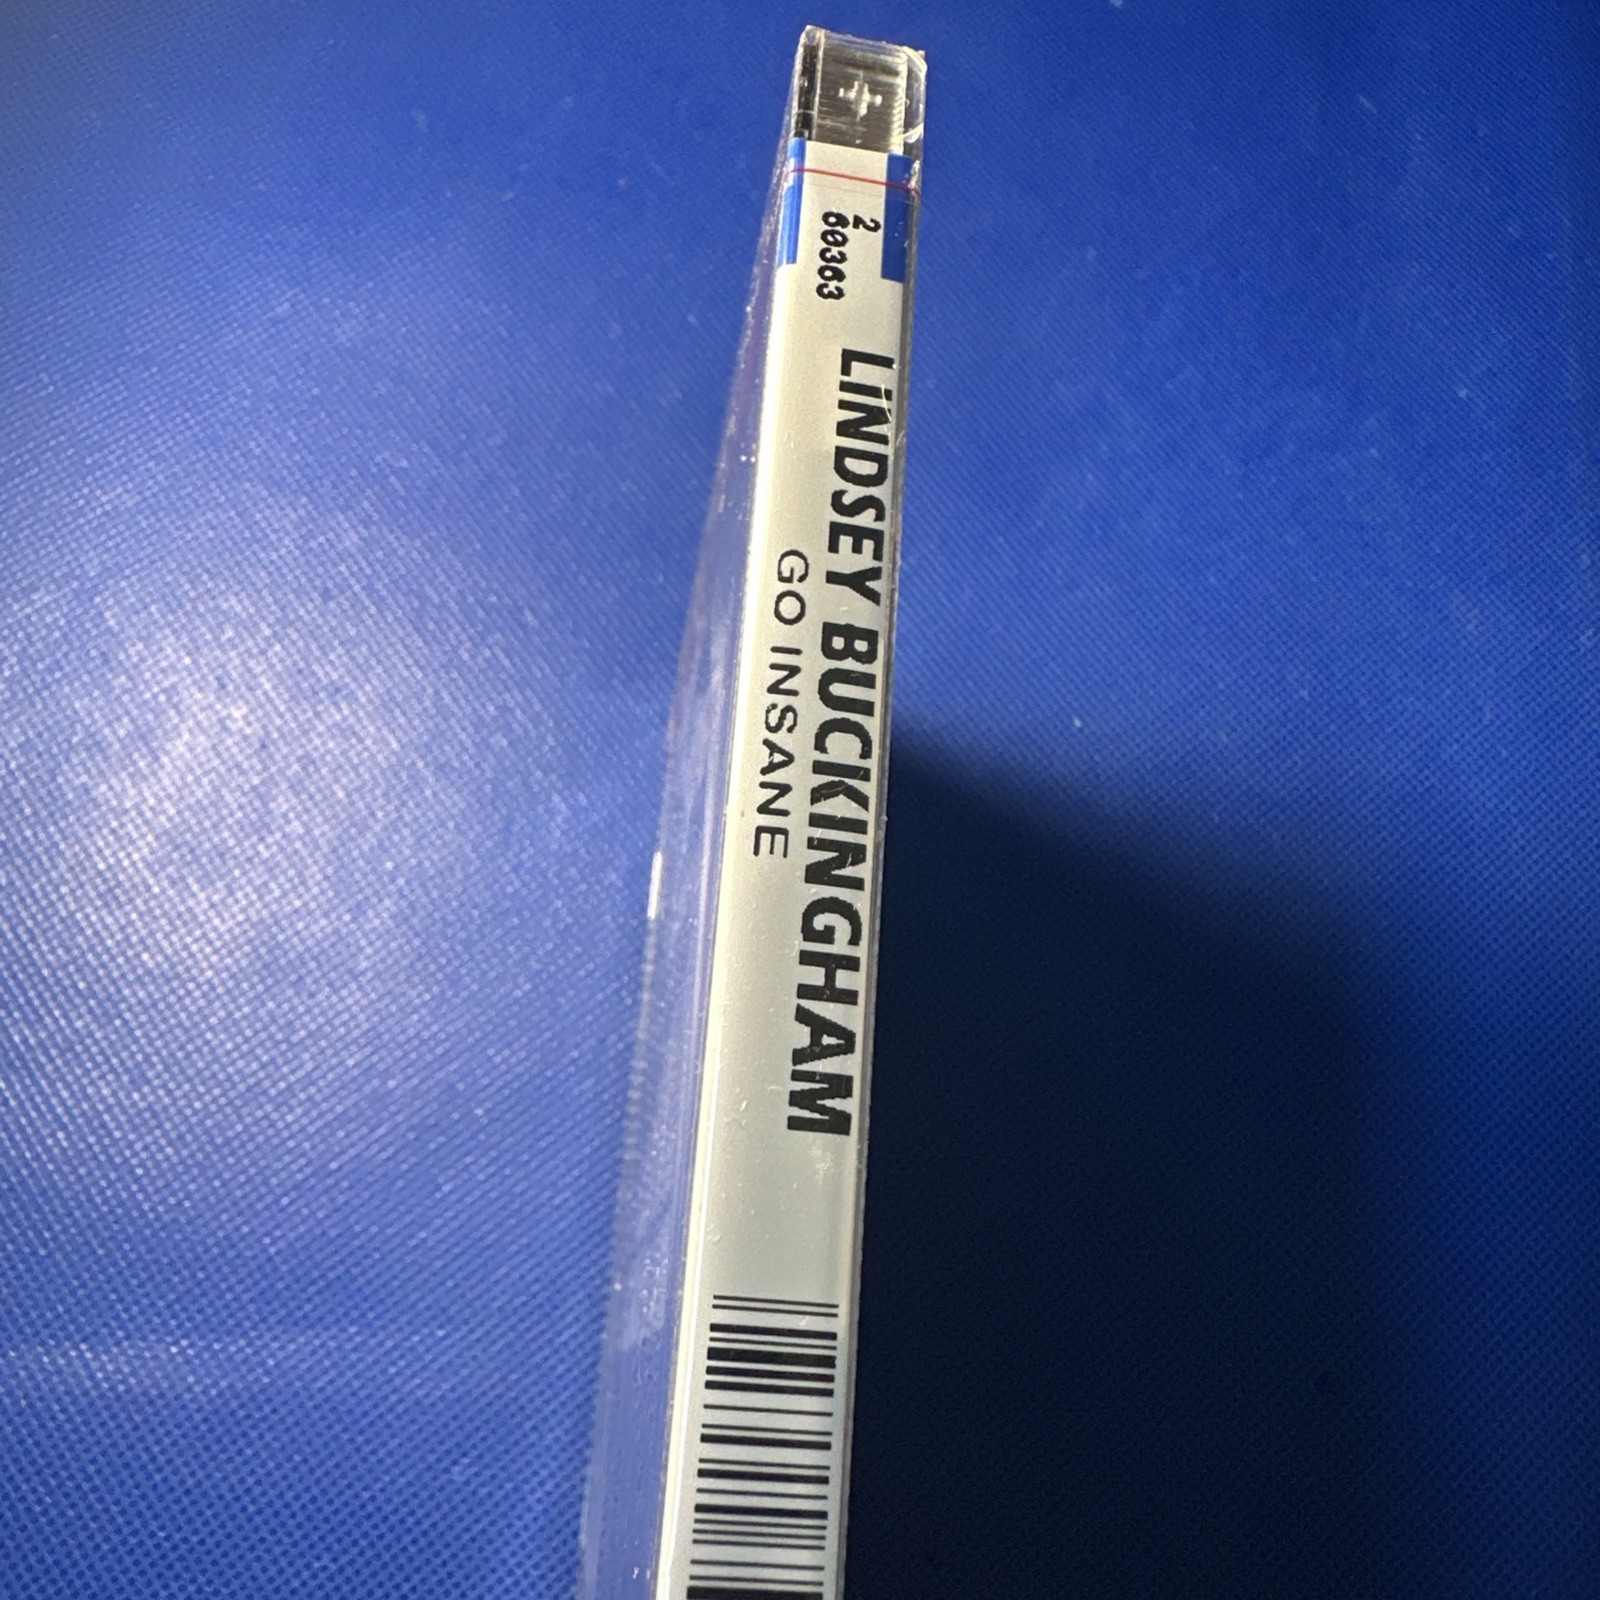 2
60363
LINDSEY BUCKINGHAM
GO INSANE